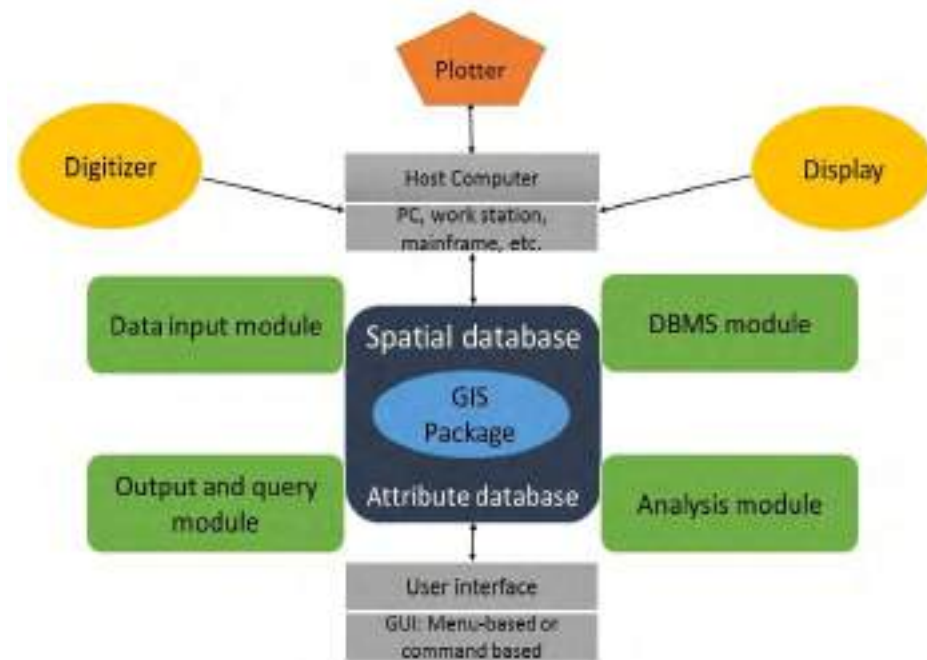 Plotter
Digitizer
Display
Host Computer
PC, work station,
mainframe, etc.
Data input module
Spatial database
DBMS module
GIS
Package
Output and query
module
Attribute database
Analysis module
User interface
GUI: Menu-based or
command based